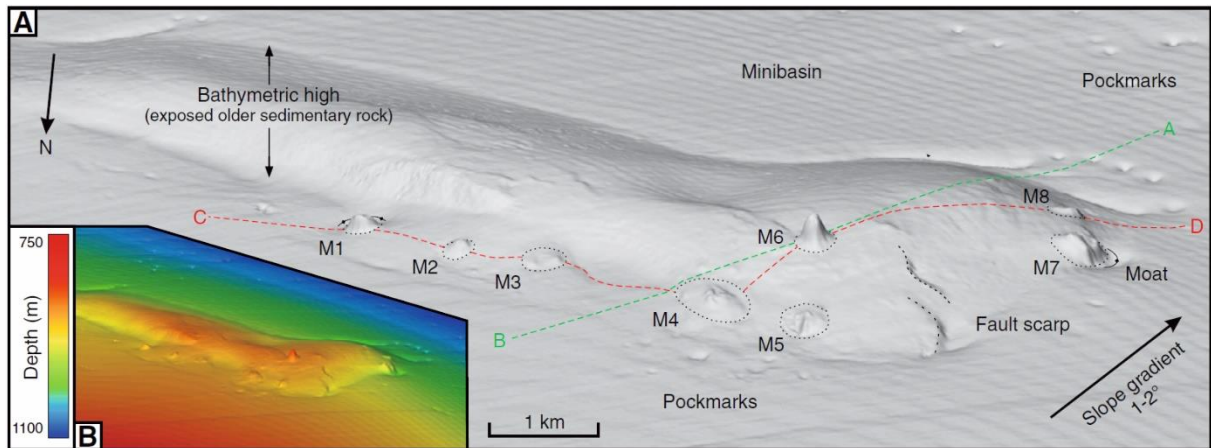 A
Bathymetric high
(exposed older sedimentary rock)
Minibasin
Pockmarks
N
A
C
M1
M2
M3
M6
M8
D
M7
Moat
M4
M5
B
Fault scarp
Pockmarks
1 km
Slope gradient
1-2°
750
Depth (m)
1100
B